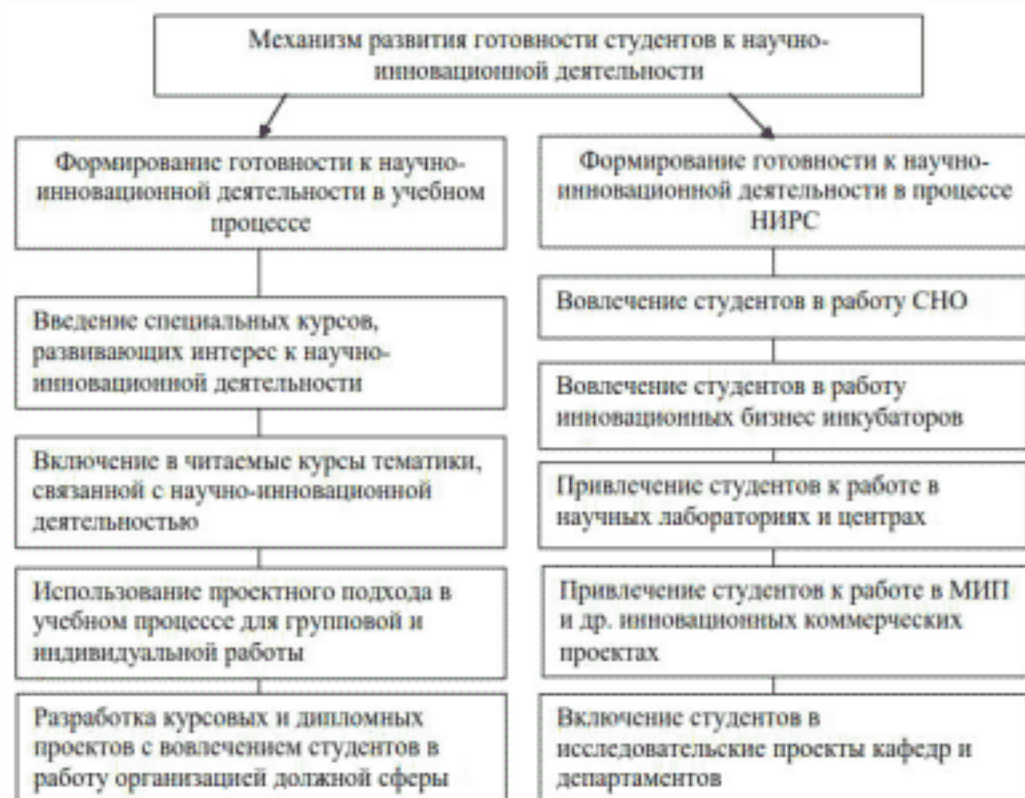 Механизм развития готовности студентов к научно-
инновационной деятельности
Формирование готовности к научно-
инновационной деятельности в учебном
процессе
Введение специальных курсов,
развивающих интерес к научно-
инновационной деятельности
Включение в читаемые курсы тематики,
связанной с научно-инновационной
деятельностью
Использование проектного подхода в
учебном процессе для групповой и
индивидуальной работы
Разработка курсовых и дипломных
проектов с вовлечением студентов в
работу организацией должной сферы
Формирование готовности к научно-
инновационной деятельности в процессе
НИРС
Вовлечение студентов в работу СНО
Вовлечение студентов в работу
инновационных бизнес инкубаторов
Привлечение студентов к работе в
научных лабораториях и центрах
Привлечение студентов к работе в МИП
и др. инновационных коммерческих
проектах
Включение студентов в
исследовательские проекты кафедр и
департаментов